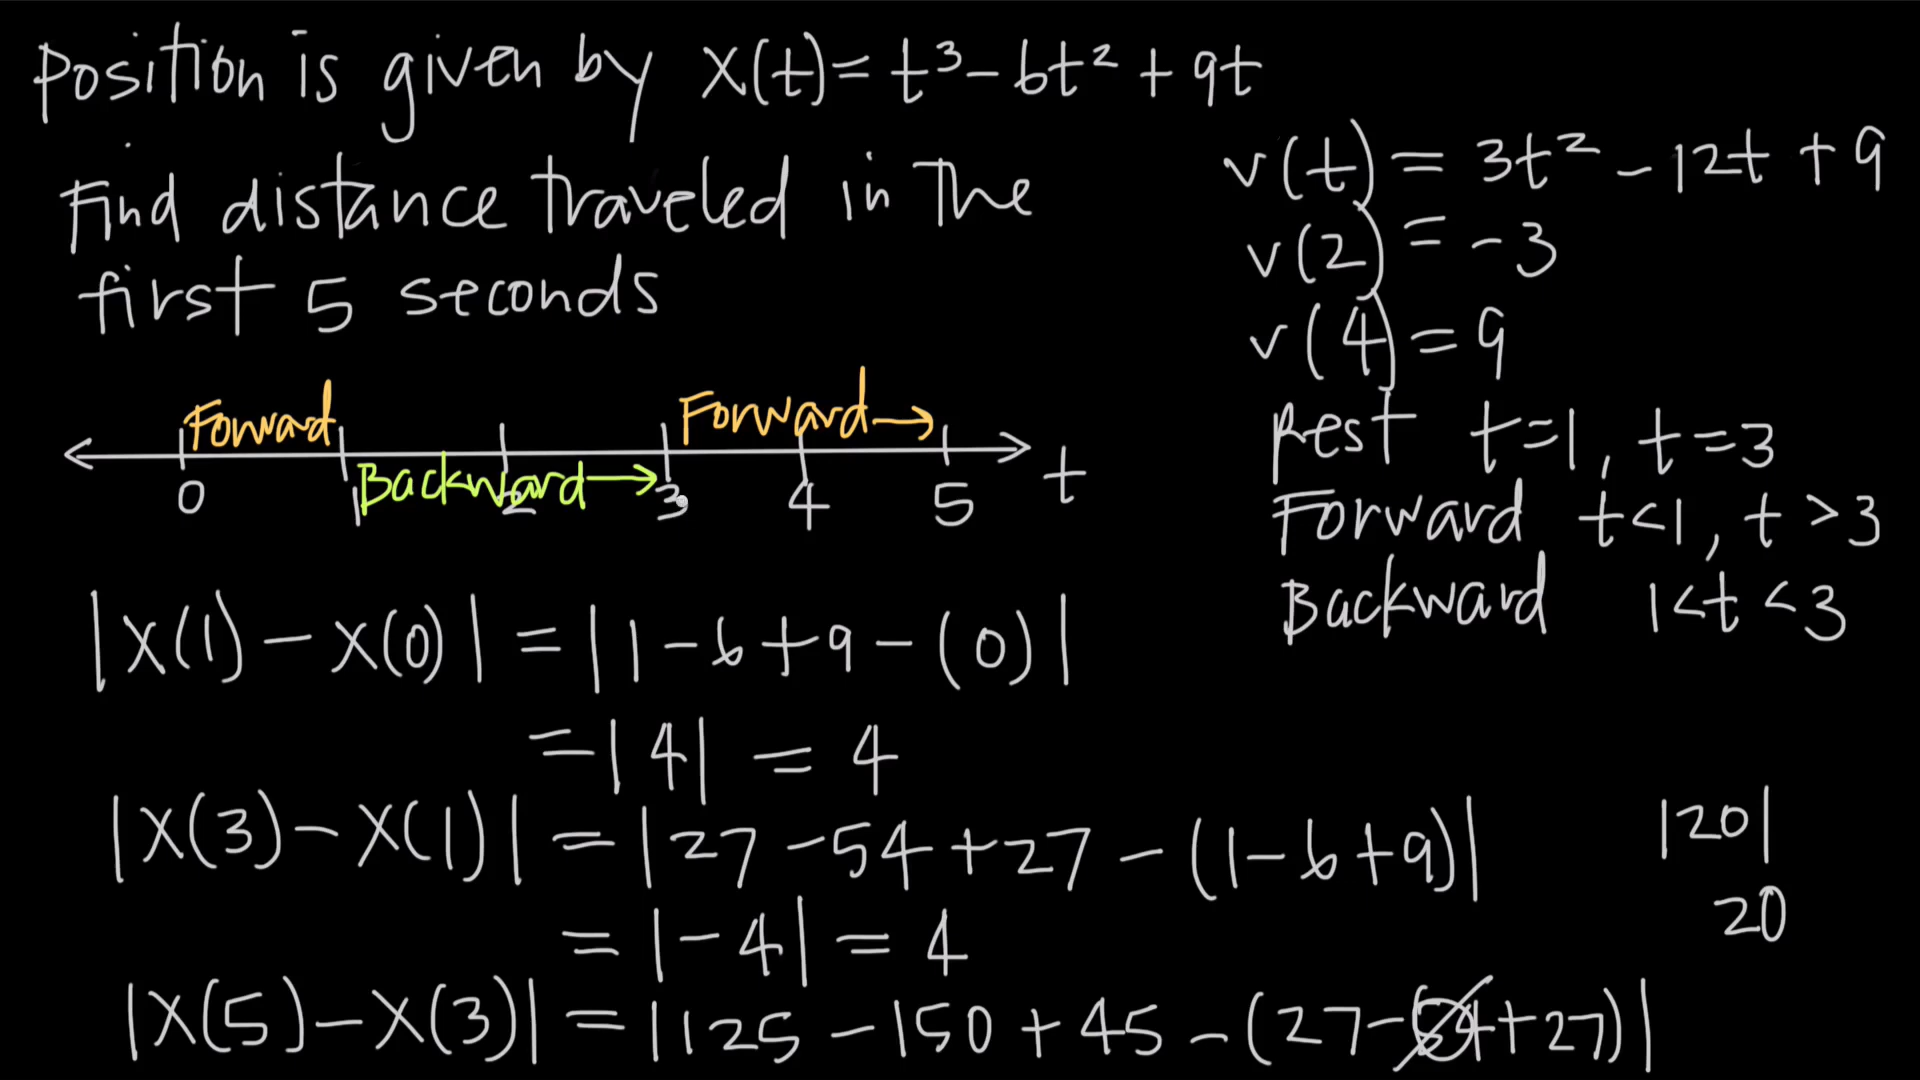 Position is given by x(t)= t³ - 6t² + 9t
Find distance traveled in the
first 5 seconds
v(t) = 3t² - 12t + 9
v(2) = -3
v(4) = 9
Rest t=1, t=3
Forward t<1, t>3
Backward 1<t<3
Forward Forward→
Backward→
0 1 2 3 4 5 t
|x(1) - x(0)| = |1-6+9-(0)|
= |4| = 4
|x(3) - x(1)| = |27-54+27-(1-6+9)|
= |-4| = 4
|x(5) - x(3)| = |125-150+45-(27-54+27)|
|20|
20